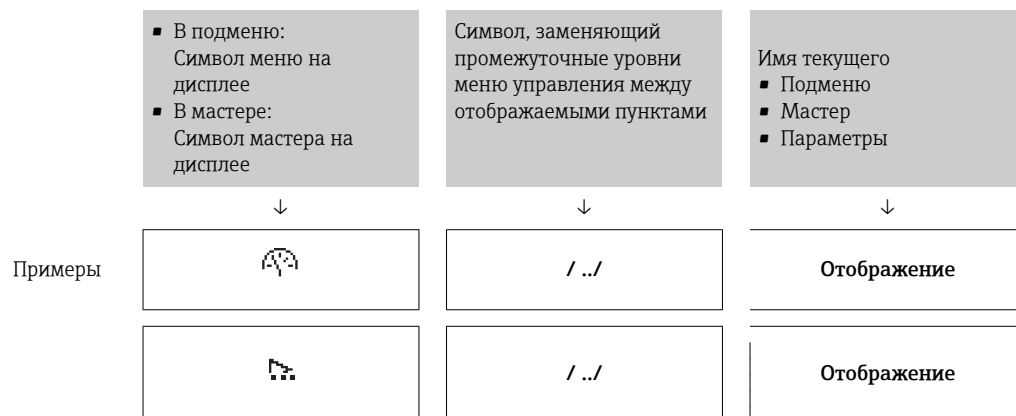 ▪ В подменю:
Символ меню на
дисплее
▪ В мастере:
Символ мастера на
дисплее
Символ, заменяющий
промежуточные уровни
меню управления между
отображаемыми пунктами
Имя текущего
▪ Подменю
▪ Мастер
▪ Параметры
↓ ↓ ↓
Примеры / ../ Отображение
/ ../ Отображение